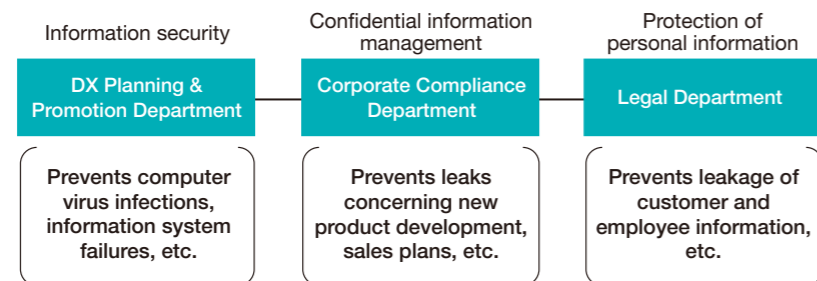 Information security
DX Planning &
Promotion Department
Prevents computer
virus infections,
information system
failures, etc.
Confidential information
management
Corporate Compliance
Department
Prevents leaks
concerning new
product development,
sales plans, etc.
Protection of
personal information
Legal Department
Prevents leakage of
customer and
employee information,
etc.